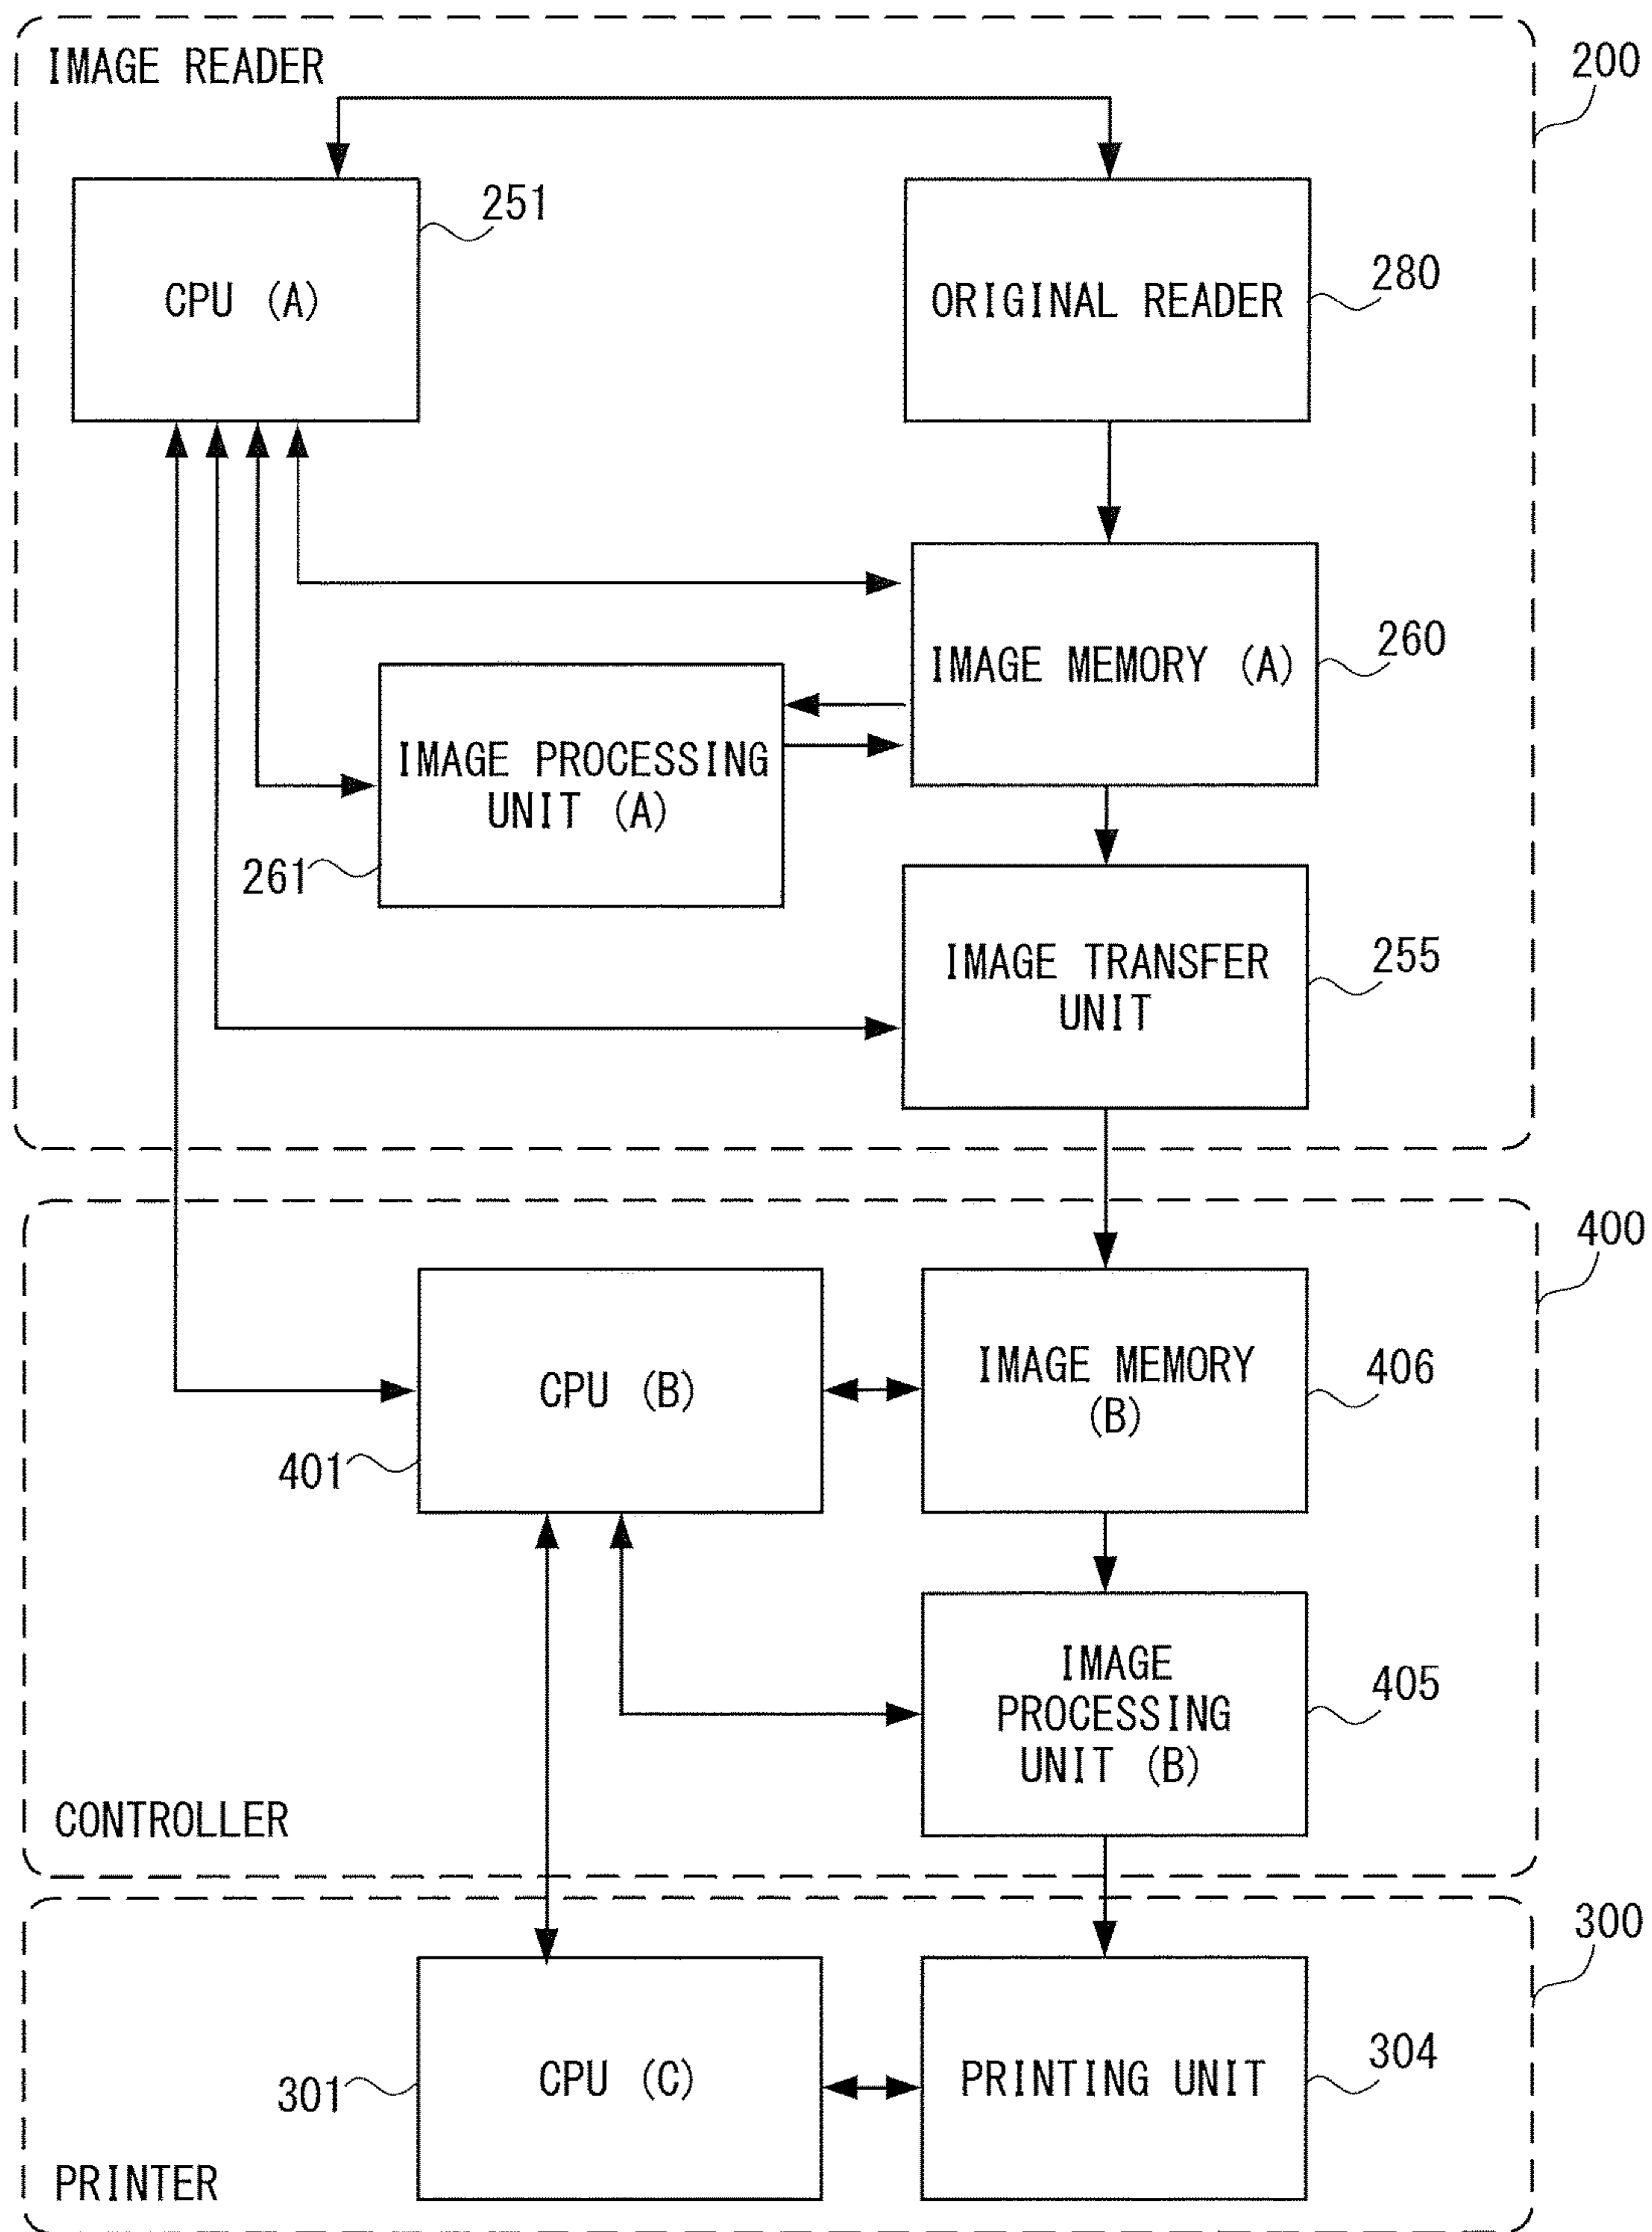 IMAGE READER
200
251
CPU (A)
ORIGINAL READER
280
IMAGE MEMORY (A)
260
IMAGE PROCESSING
UNIT (A)
261
IMAGE TRANSFER
UNIT
255
400
CPU (B)
401
IMAGE MEMORY
(B)
406
IMAGE
PROCESSING
UNIT (B)
405
CONTROLLER
300
CPU (C)
301
PRINTING UNIT
304
PRINTER